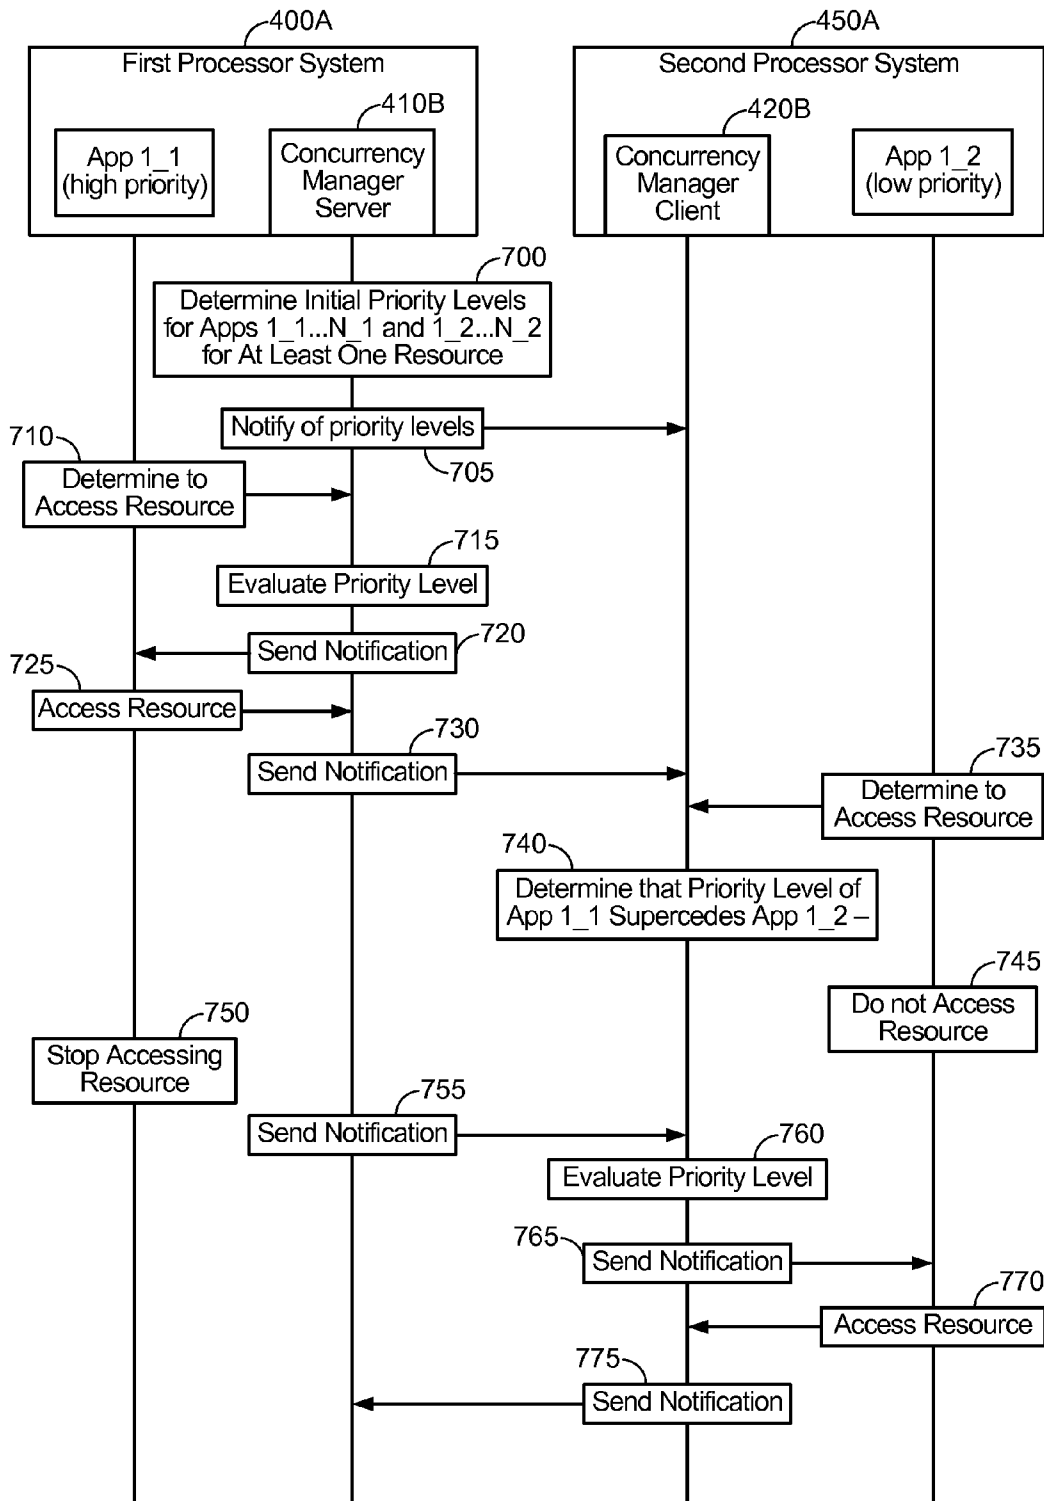 400A
450A
First Processor System
Second Processor System
410B
420B
App 1_1
(high priority)
Concurrency
Manager
Server
Concurrency
Manager
Client
App 1_2
(low priority)
700
Determine Initial Priority Levels
for Apps 1_1...N_1 and 1_2...N_2
for At Least One Resource
Notify of priority levels
705
710
Determine to
Access Resource
715
Evaluate Priority Level
720
Send Notification
725
Access Resource
730
Send Notification
735
Determine to
Access Resource
740
Determine that Priority Level of
App 1_1 Supercedes App 1_2 –
745
Do not Access
Resource
750
Stop Accessing
Resource
755
Send Notification
760
Evaluate Priority Level
765
Send Notification
770
Access Resource
775
Send Notification